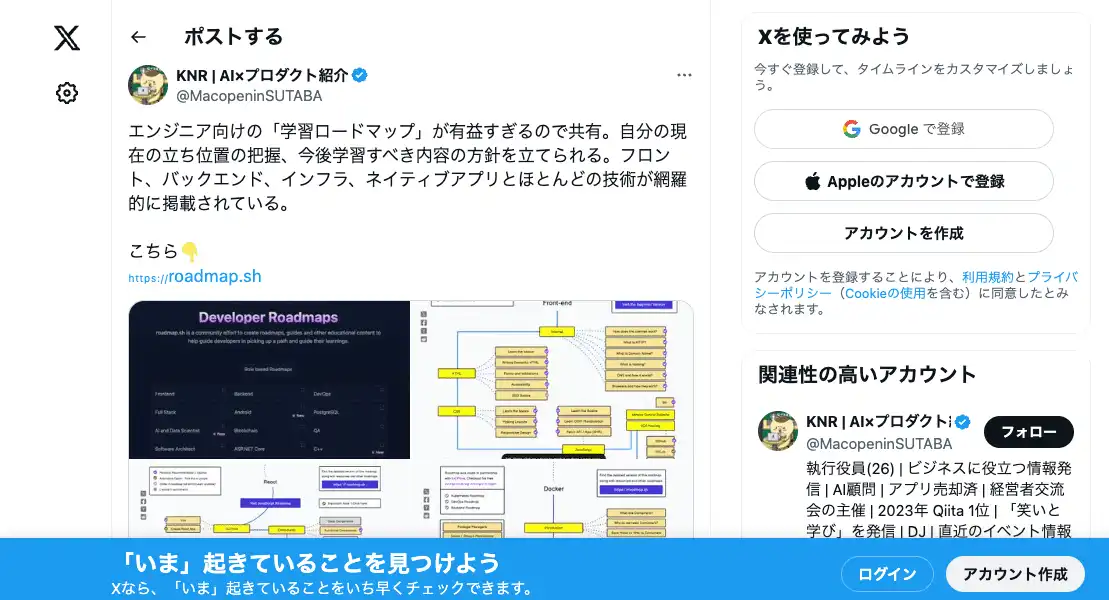 ポストする
KNR | AI×プロダクト紹介
@MacopeninSUTABA
エンジニア向けの「学習ロードマップ」が有益すぎるので共有。自分の現
在の立ち位置の把握、今後学習すべき内容の方針を立てられる。フロン
ト、バックエンド、インフラ、ネイティブアプリとほとんどの技術が網羅
的に掲載されている。
こちら👇
https://roadmap.sh
Developer Roadmaps
roadmap.sh is a community effort to create roadmaps, guides and other educational content to
help guide developers in picking up a path and guide their learnings.
Role based Roadmaps
Frontend
Backend
DevOps
Full Stack
Android
PostgreSQL
AI and Data Scientist
Blockchain
QA
Software Architect
ASP.NET Core
C++
Front-end
Internet
HTML
CSS
JavaScript
React
Docker
Introduction
Xを使ってみよう
今すぐ登録して、タイムラインをカスタマイズしましょ
う。
Google で登録
Appleのアカウントで登録
アカウントを作成
アカウントを登録することにより、利用規約とプライバ
シーポリシー（Cookieの使用を含む）に同意したとみ
なされます。
関連性の高いアカウント
KNR | AI×プロダクト
@MacopeninSUTABA
フォロー
執行役員(26) | ビジネスに役立つ情報発
信 | AI顧問 | アプリ売却済 | 経営者交流
会の主催 | 2023年 Qiita 1位 | 「笑いと
学び」を発信 | DJ | 直近のイベント情報
「いま」起きていることを見つけよう
Xなら、「いま」起きていることをいち早くチェックできます。
ログイン
アカウント作成